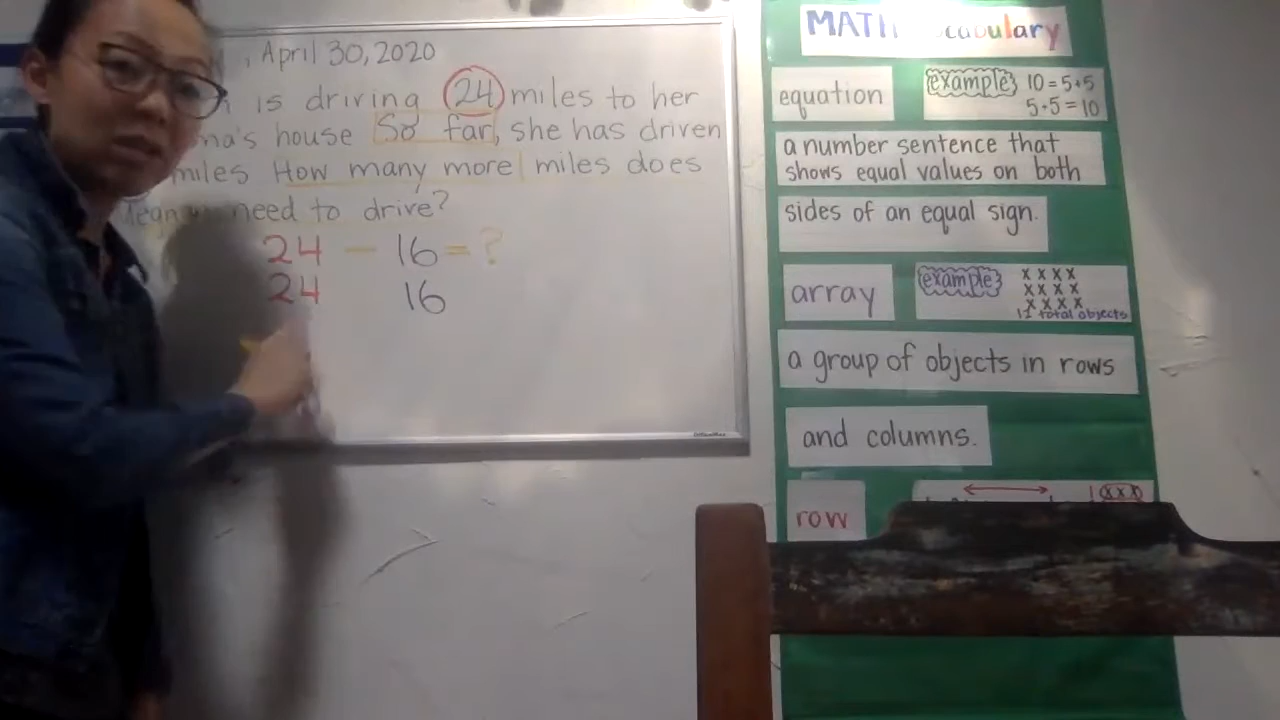 , April 30, 2020
is driving 24 miles to her
ma's house So far, she has driven
miles How many more miles does
need to drive?
24 - 16 = ?
24 16
MATH Vocabulary
equation
example 10 = 5+5
5+5 = 10
a number sentence that
shows equal values on both
sides of an equal sign.
array
example x x x x
x x x x
x x x x
12 total objects
a group of objects in rows
and columns.
row
xxx